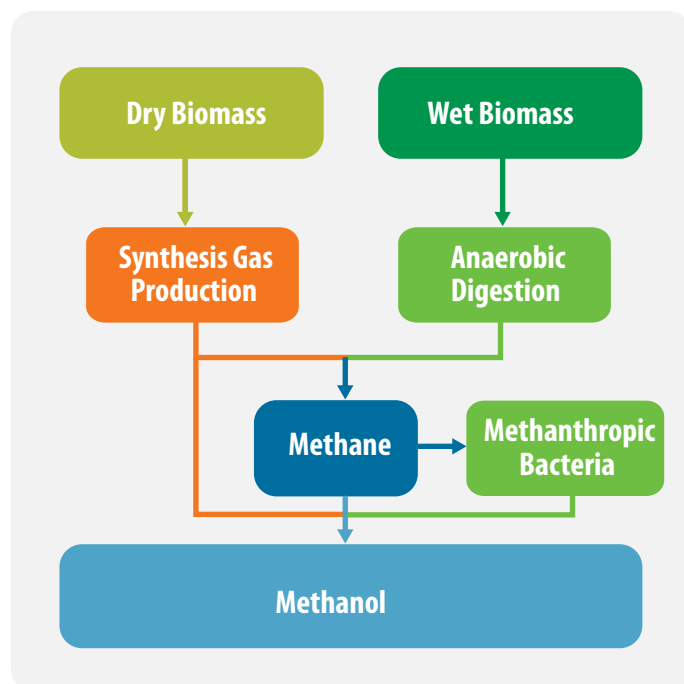 Dry Biomass
Wet Biomass
Synthesis Gas
Production
Anaerobic
Digestion
Methane
Methanthropic
Bacteria
Methanol